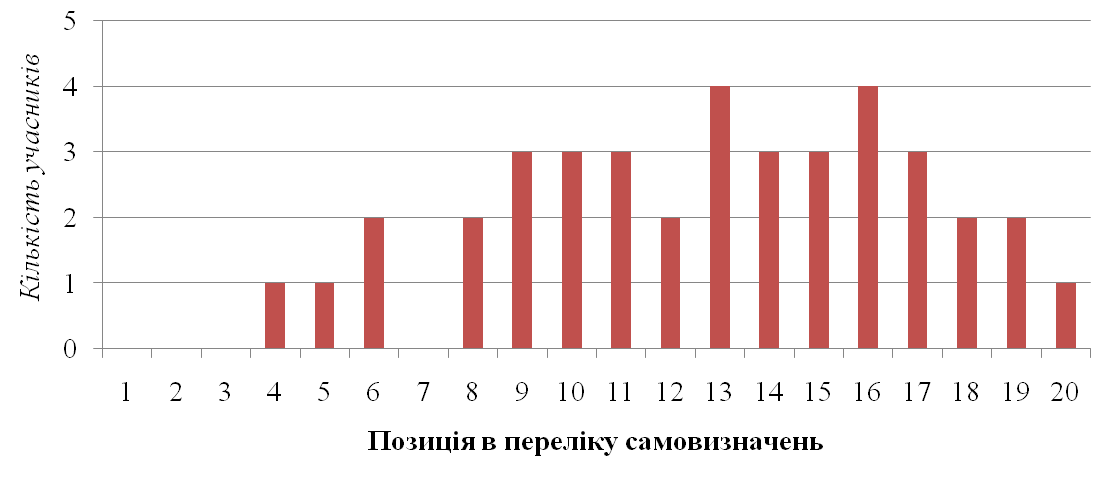 5
4
3
2
1
0
Кількість учасників
1 2 3 4 5 6 7 8 9 10 11 12 13 14 15 16 17 18 19 20
Позиція в переліку самовизначень